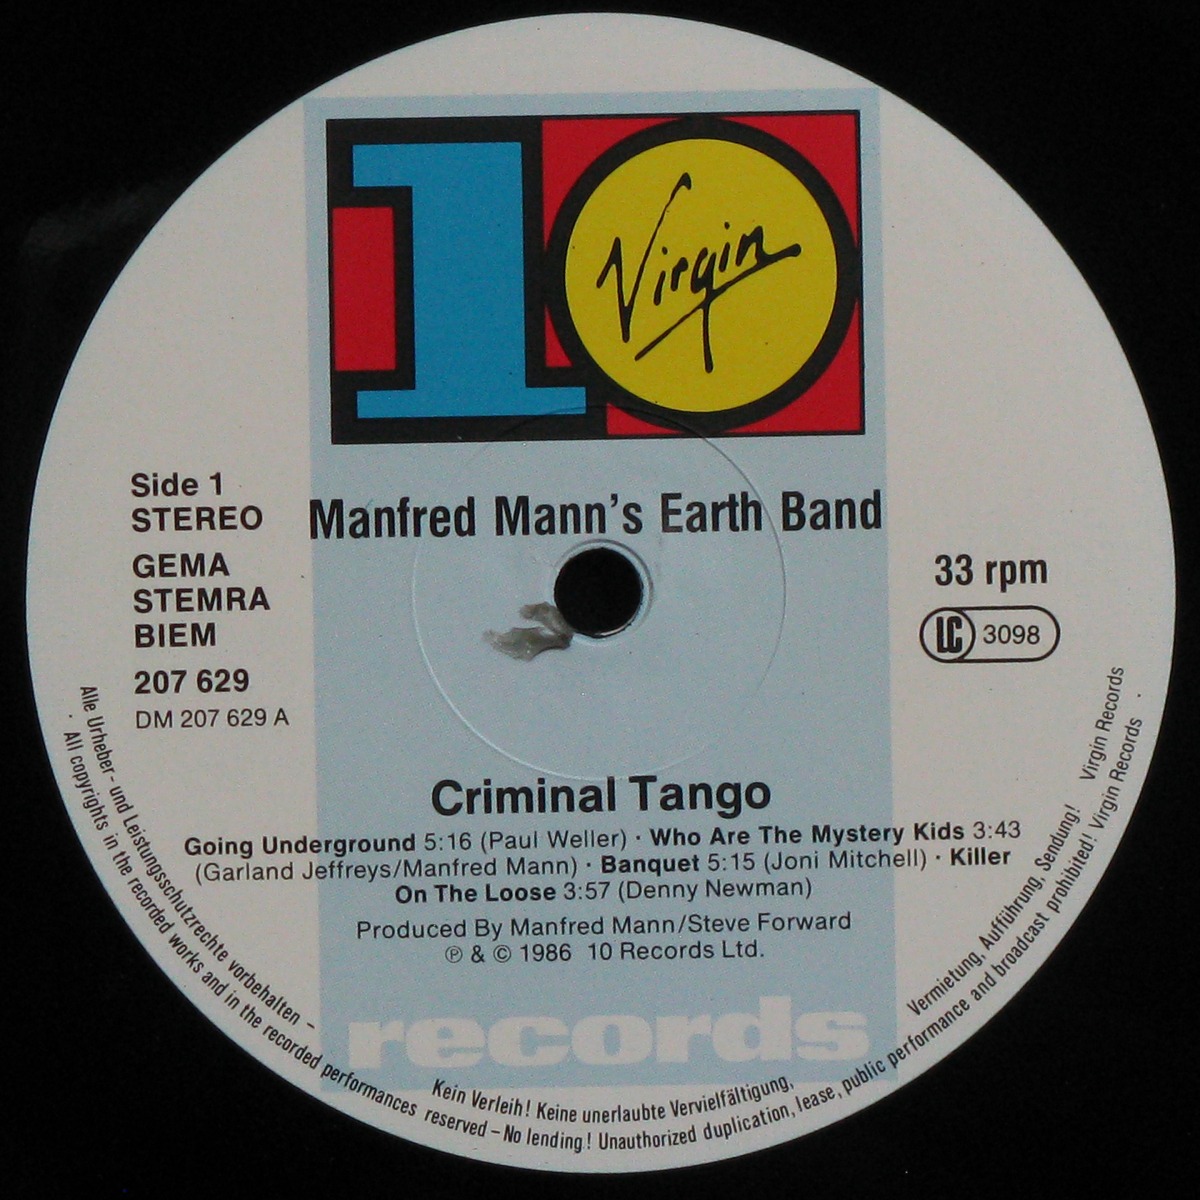 10
Virgin
Side 1
STEREO
GEMA
STEMRA
BIEM
207 629
DM 207 629 A
Manfred Mann's Earth Band
33 rpm
LC 3098
Criminal Tango
Going Underground 5:16 (Paul Weller) · Who Are The Mystery Kids 3:43
(Garland Jeffreys/Manfred Mann) · Banquet 5:15 (Joni Mitchell) · Killer
On The Loose 3:57 (Denny Newman)
Produced By Manfred Mann/Steve Forward
℗ & © 1986 10 Records Ltd.
records
Alle Urheber- und Leistungsschutzrechte vorbehalten – Kein Verleih! Keine unerlaubte Vervielfältigung, Vermietung, Aufführung, Sendung! Virgin Records
· All copyrights in the recorded works and in the recorded performances reserved – No lending! Unauthorized duplication, lease, public performance and broadcast prohibited! Virgin Records ·